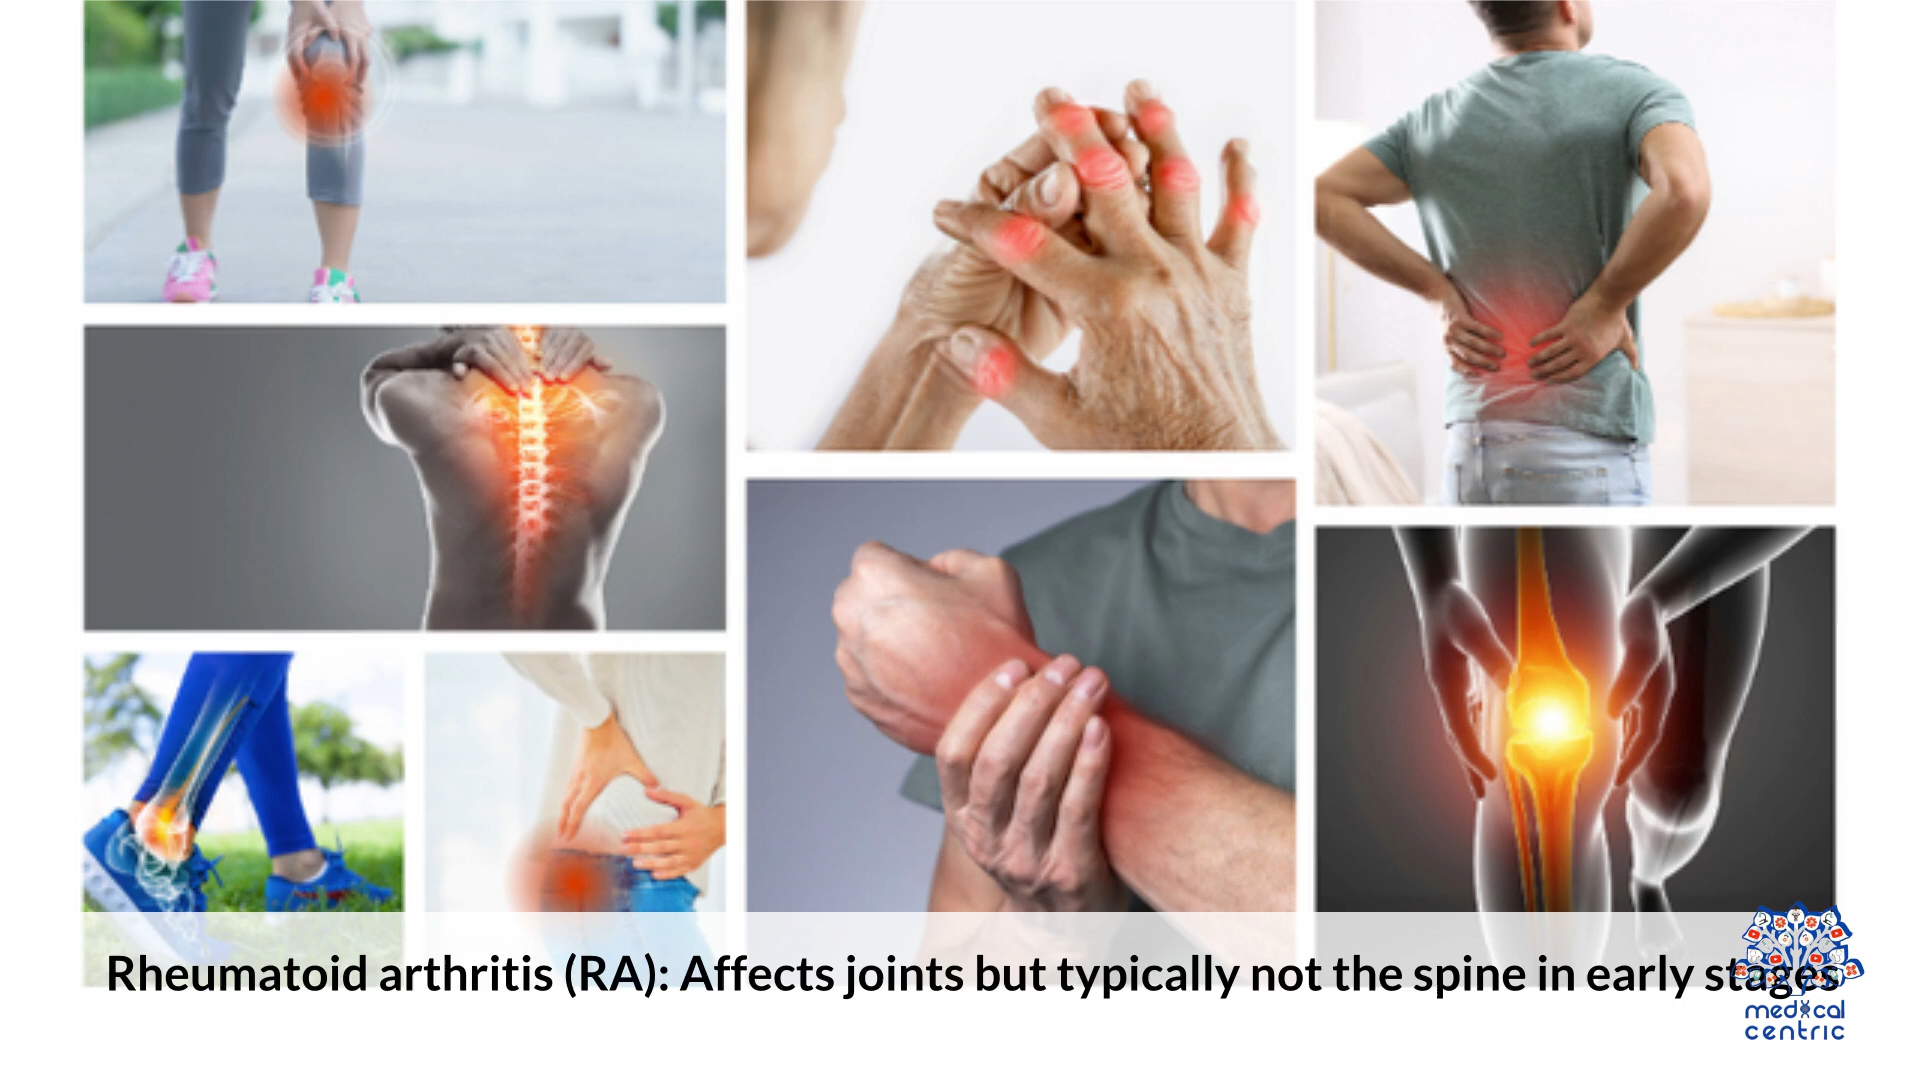 Rheumatoid arthritis (RA): Affects joints but typically not the spine in early stages
medical
centric